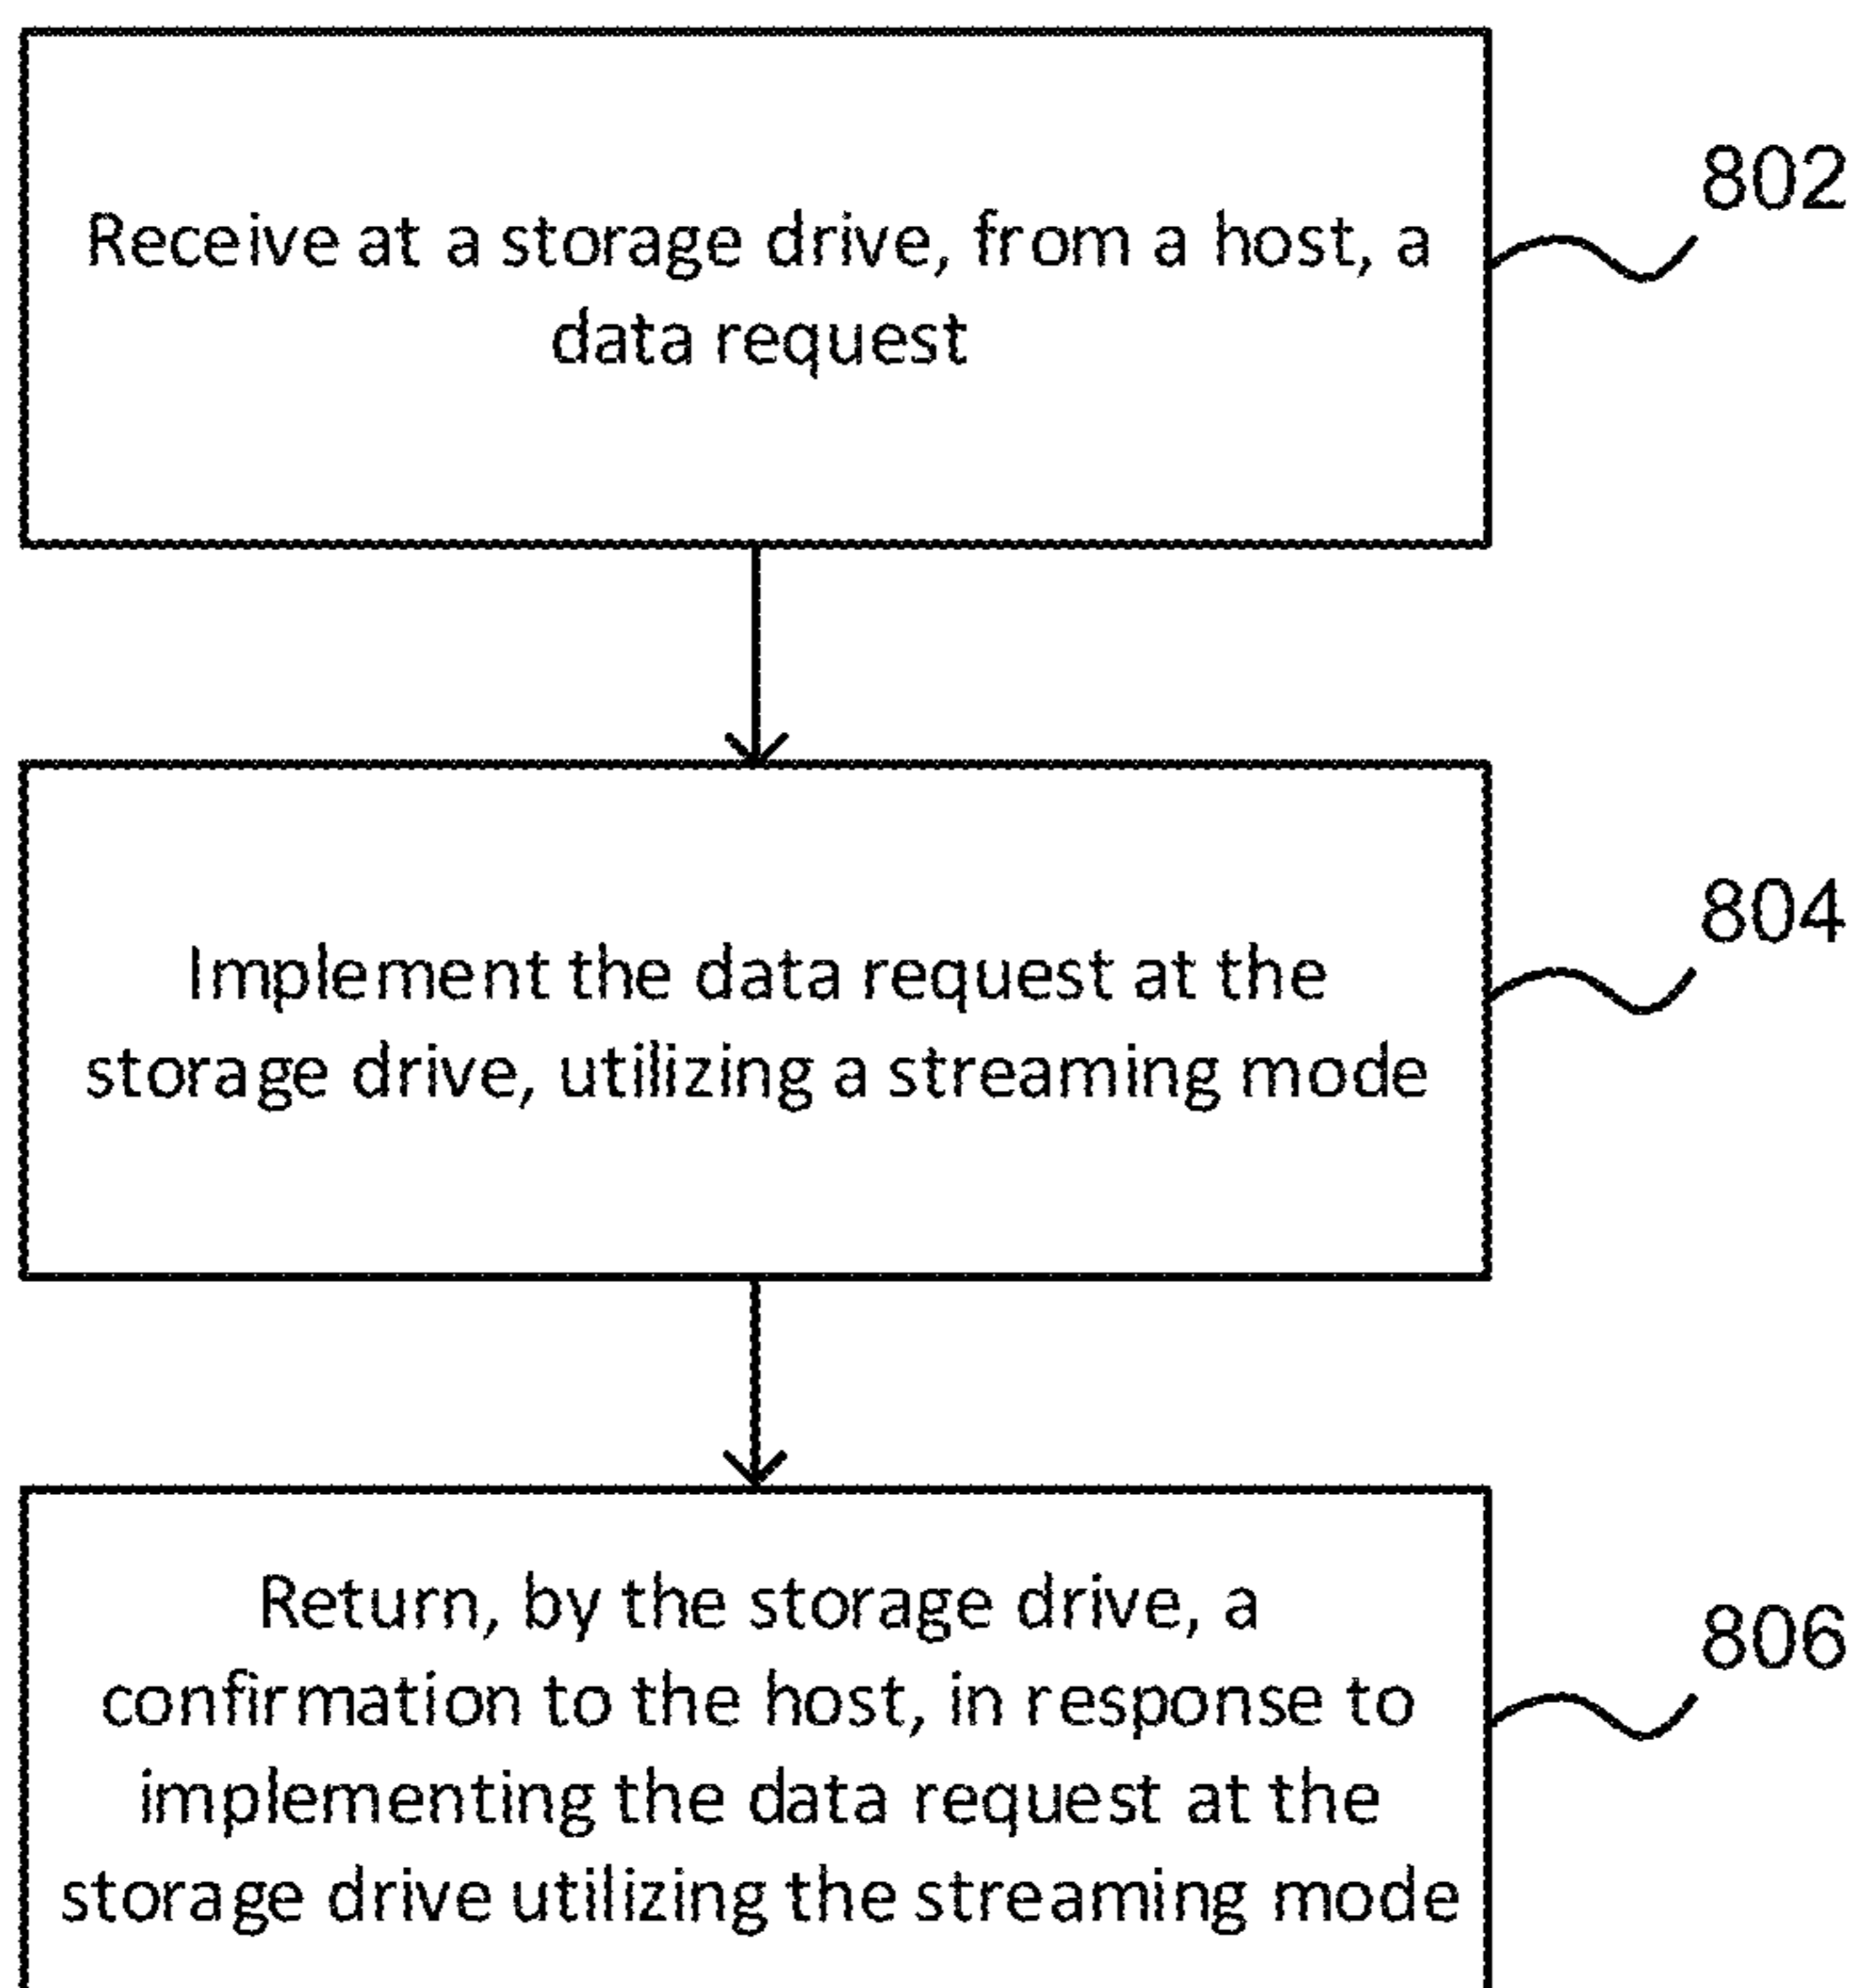 Receive at a storage drive, from a host, a
data request
802
Implement the data request at the
storage drive, utilizing a streaming mode
804
Return, by the storage drive, a
confirmation to the host, in response to
implementing the data request at the
storage drive utilizing the streaming mode
806